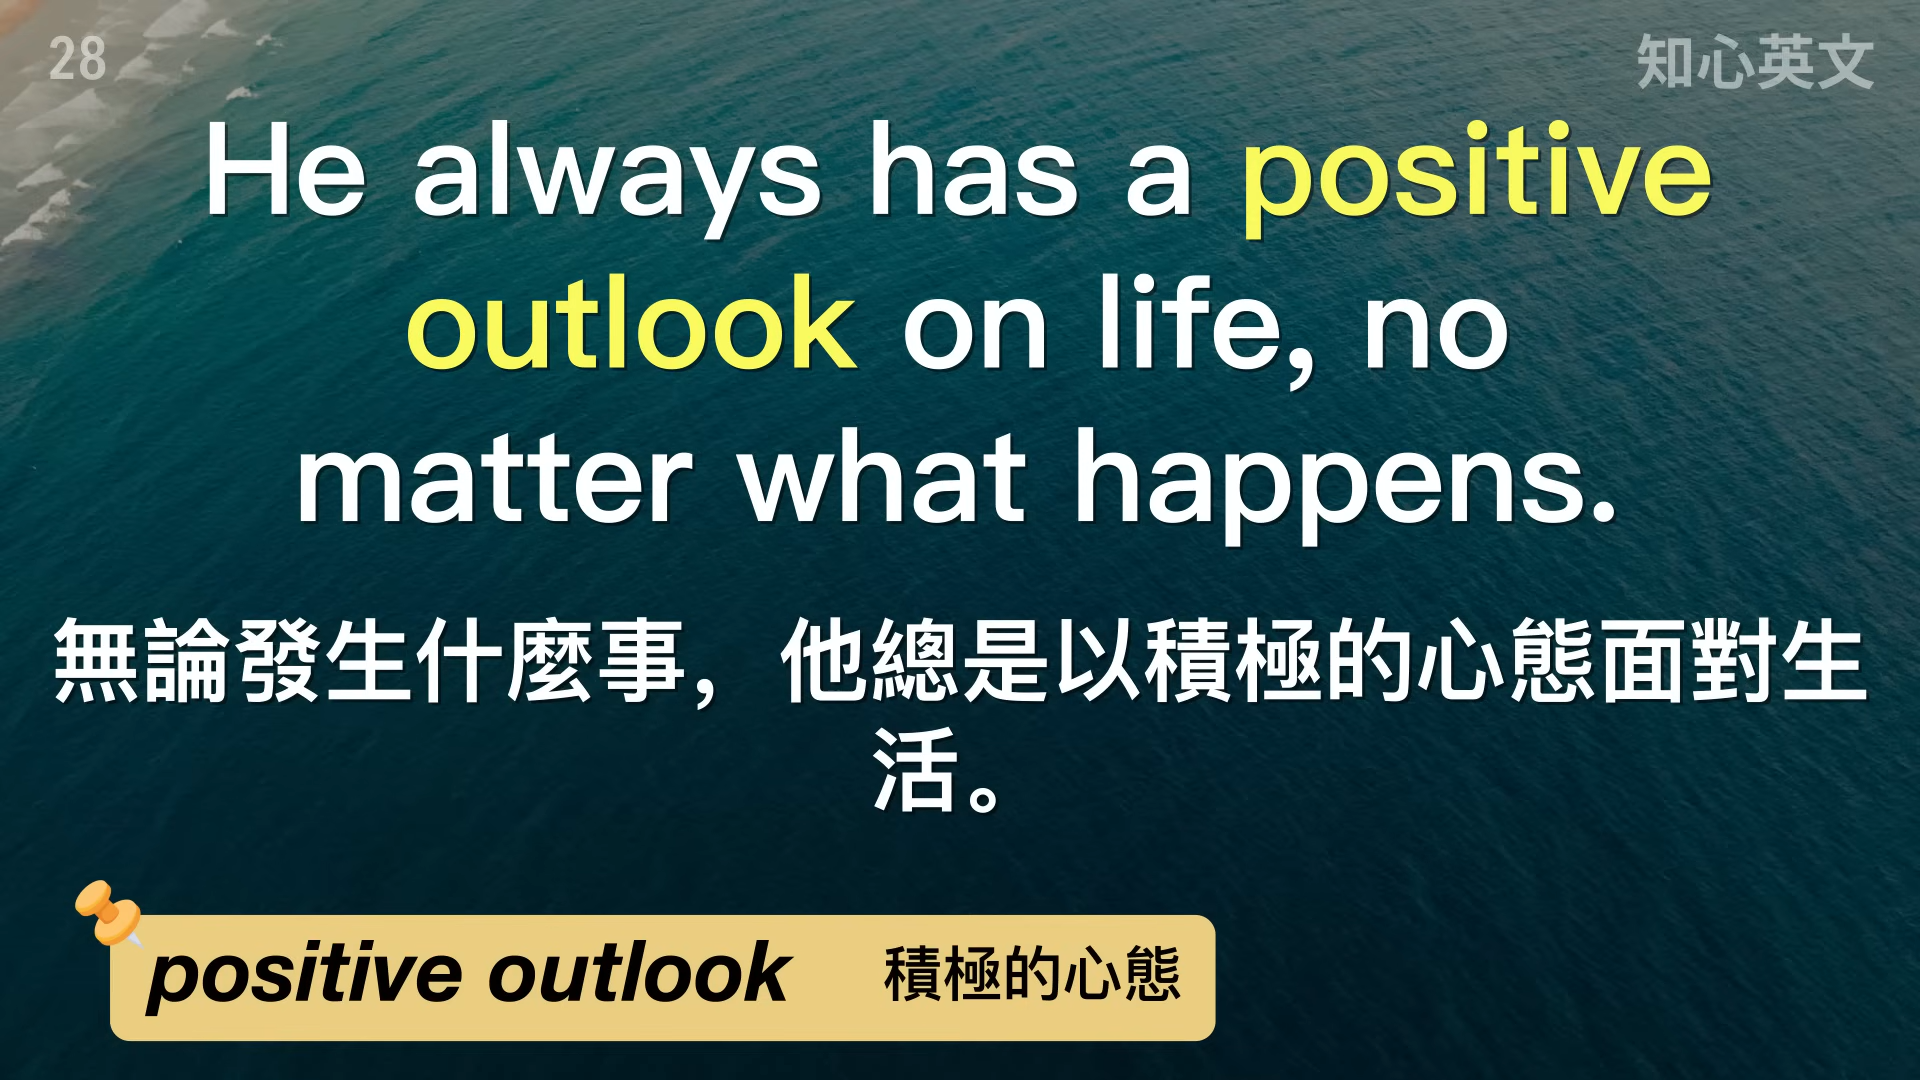 28
知心英文
He always has a positive
outlook on life, no
matter what happens.
無論發生什麼事，他總是以積極的心態面對生
活。
positive outlook 積極的心態